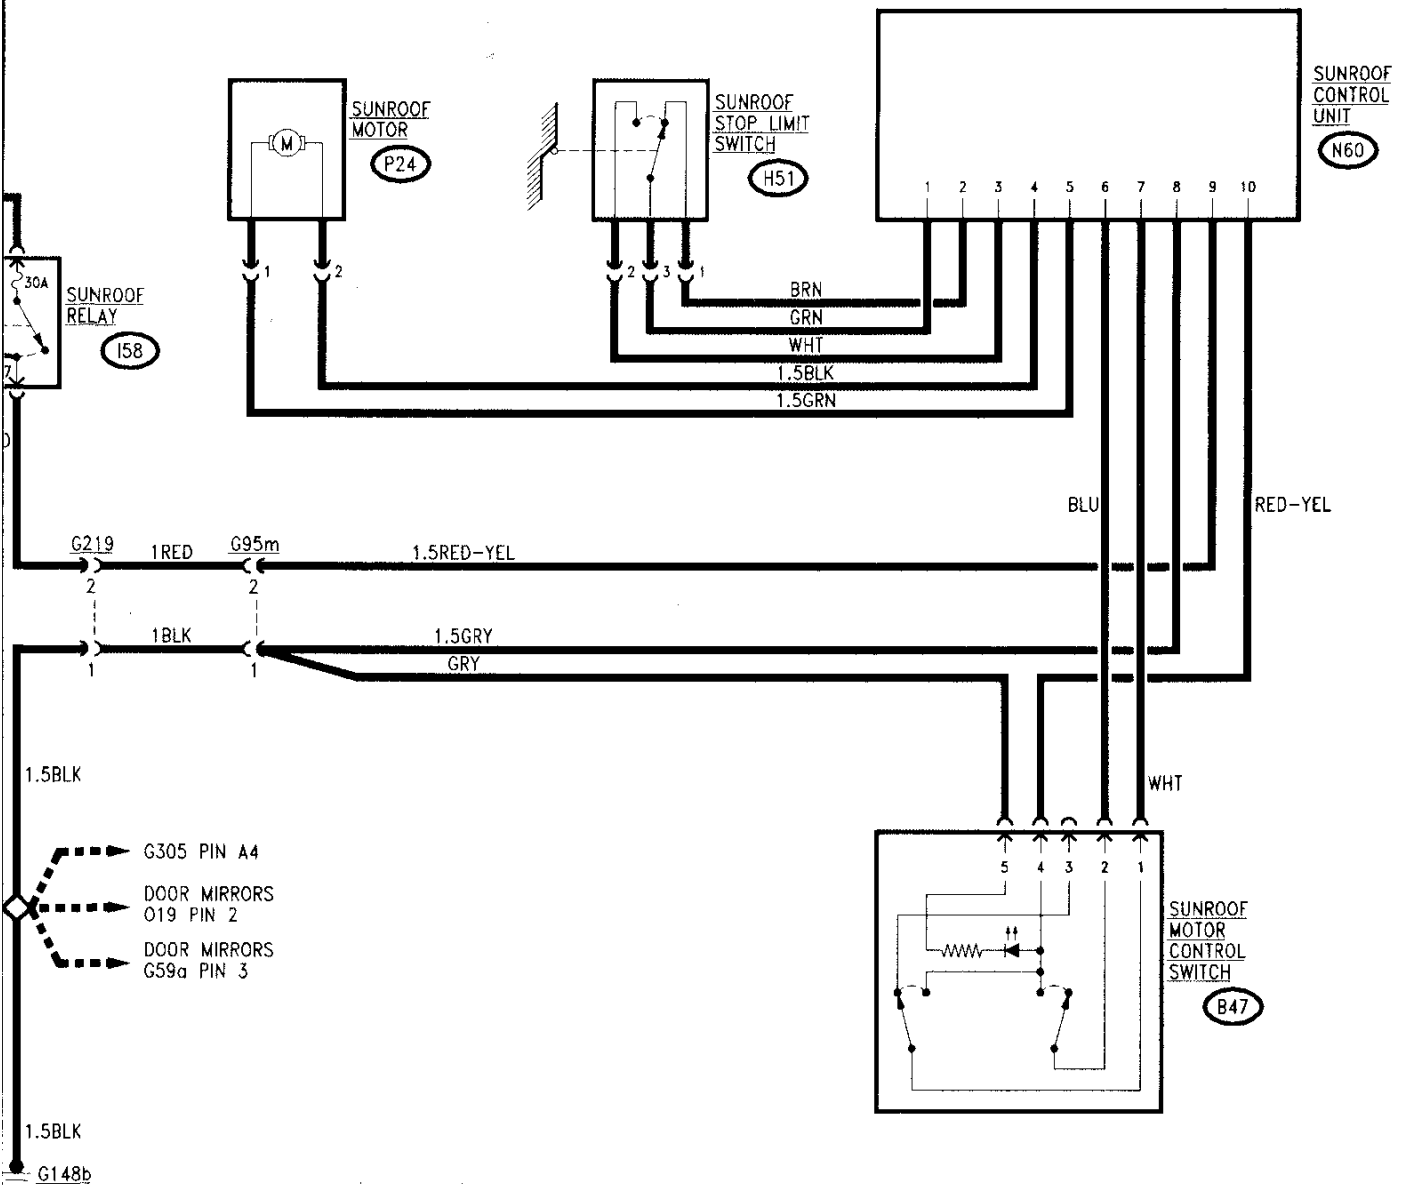 SUNROOF
MOTOR
P24
M
SUNROOF
STOP LIMIT
SWITCH
H51
SUNROOF
CONTROL
UNIT
N60
1 2 3 4 5 6 7 8 9 10
1 2
2 3 1
30A
SUNROOF
RELAY
I58
7
BRN
GRN
WHT
1.5BLK
1.5GRN
BLU
RED-YEL
G219
1RED
G95m
1.5RED-YEL
2 2
1BLK
1.5GRY
1 1
GRY
1.5BLK
WHT
G305 PIN A4
DOOR MIRRORS
O19 PIN 2
DOOR MIRRORS
G59a PIN 3
5 4 3 2 1
SUNROOF
MOTOR
CONTROL
SWITCH
B47
1.5BLK
G148b